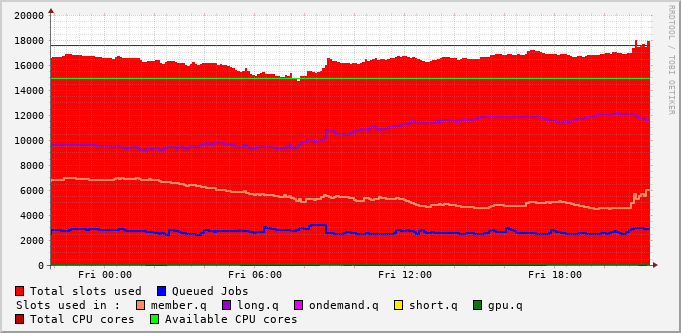 20000
18000
16000
14000
12000
10000
8000
6000
4000
2000
0
Fri 00:00 Fri 06:00 Fri 12:00 Fri 18:00
RRDTOOL / TOBI OETIKER
Total slots used Queued Jobs
Slots used in : member.q long.q ondemand.q short.q gpu.q
Total CPU cores Available CPU cores